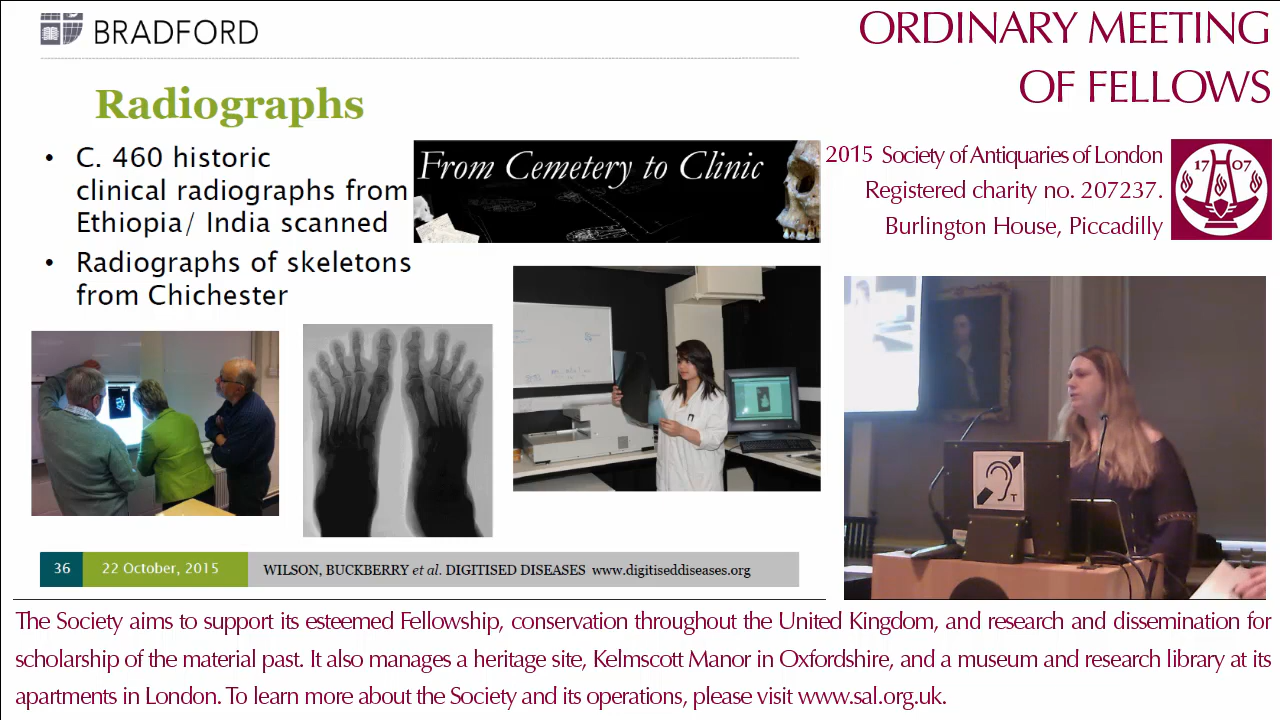 BRADFORD
Radiographs
• C. 460 historic
clinical radiographs from
Ethiopia/ India scanned
• Radiographs of skeletons
from Chichester
From Cemetery to Clinic
36
22 October, 2015
WILSON, BUCKBERRY et al. DIGITISED DISEASES www.digitiseddiseases.org
ORDINARY MEETING
OF FELLOWS
2015 Society of Antiquaries of London
Registered charity no. 207237.
Burlington House, Piccadilly
17 07
T
The Society aims to support its esteemed Fellowship, conservation throughout the United Kingdom, and research and dissemination for
scholarship of the material past. It also manages a heritage site, Kelmscott Manor in Oxfordshire, and a museum and research library at its
apartments in London. To learn more about the Society and its operations, please visit www.sal.org.uk.